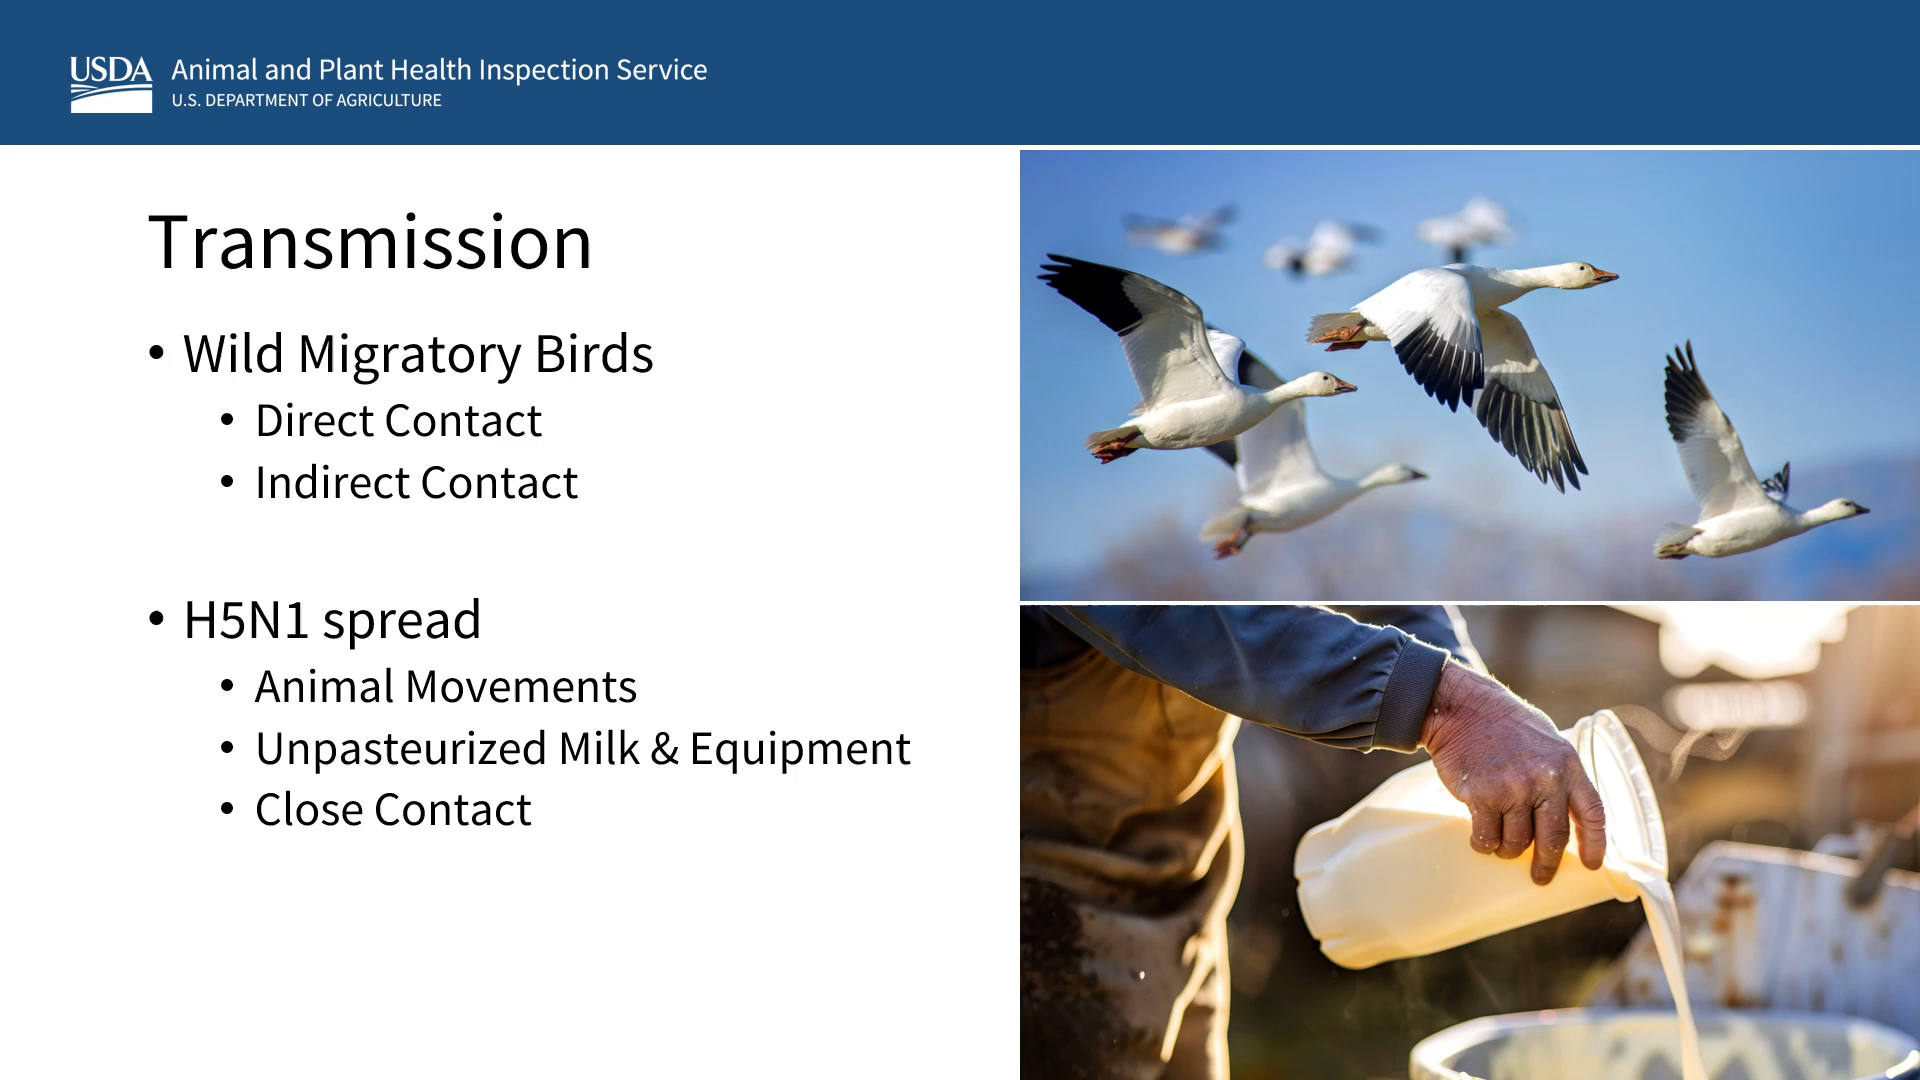 USDA
Animal and Plant Health Inspection Service
U.S. DEPARTMENT OF AGRICULTURE
Transmission
• Wild Migratory Birds
• Direct Contact
• Indirect Contact
• H5N1 spread
• Animal Movements
• Unpasteurized Milk & Equipment
• Close Contact